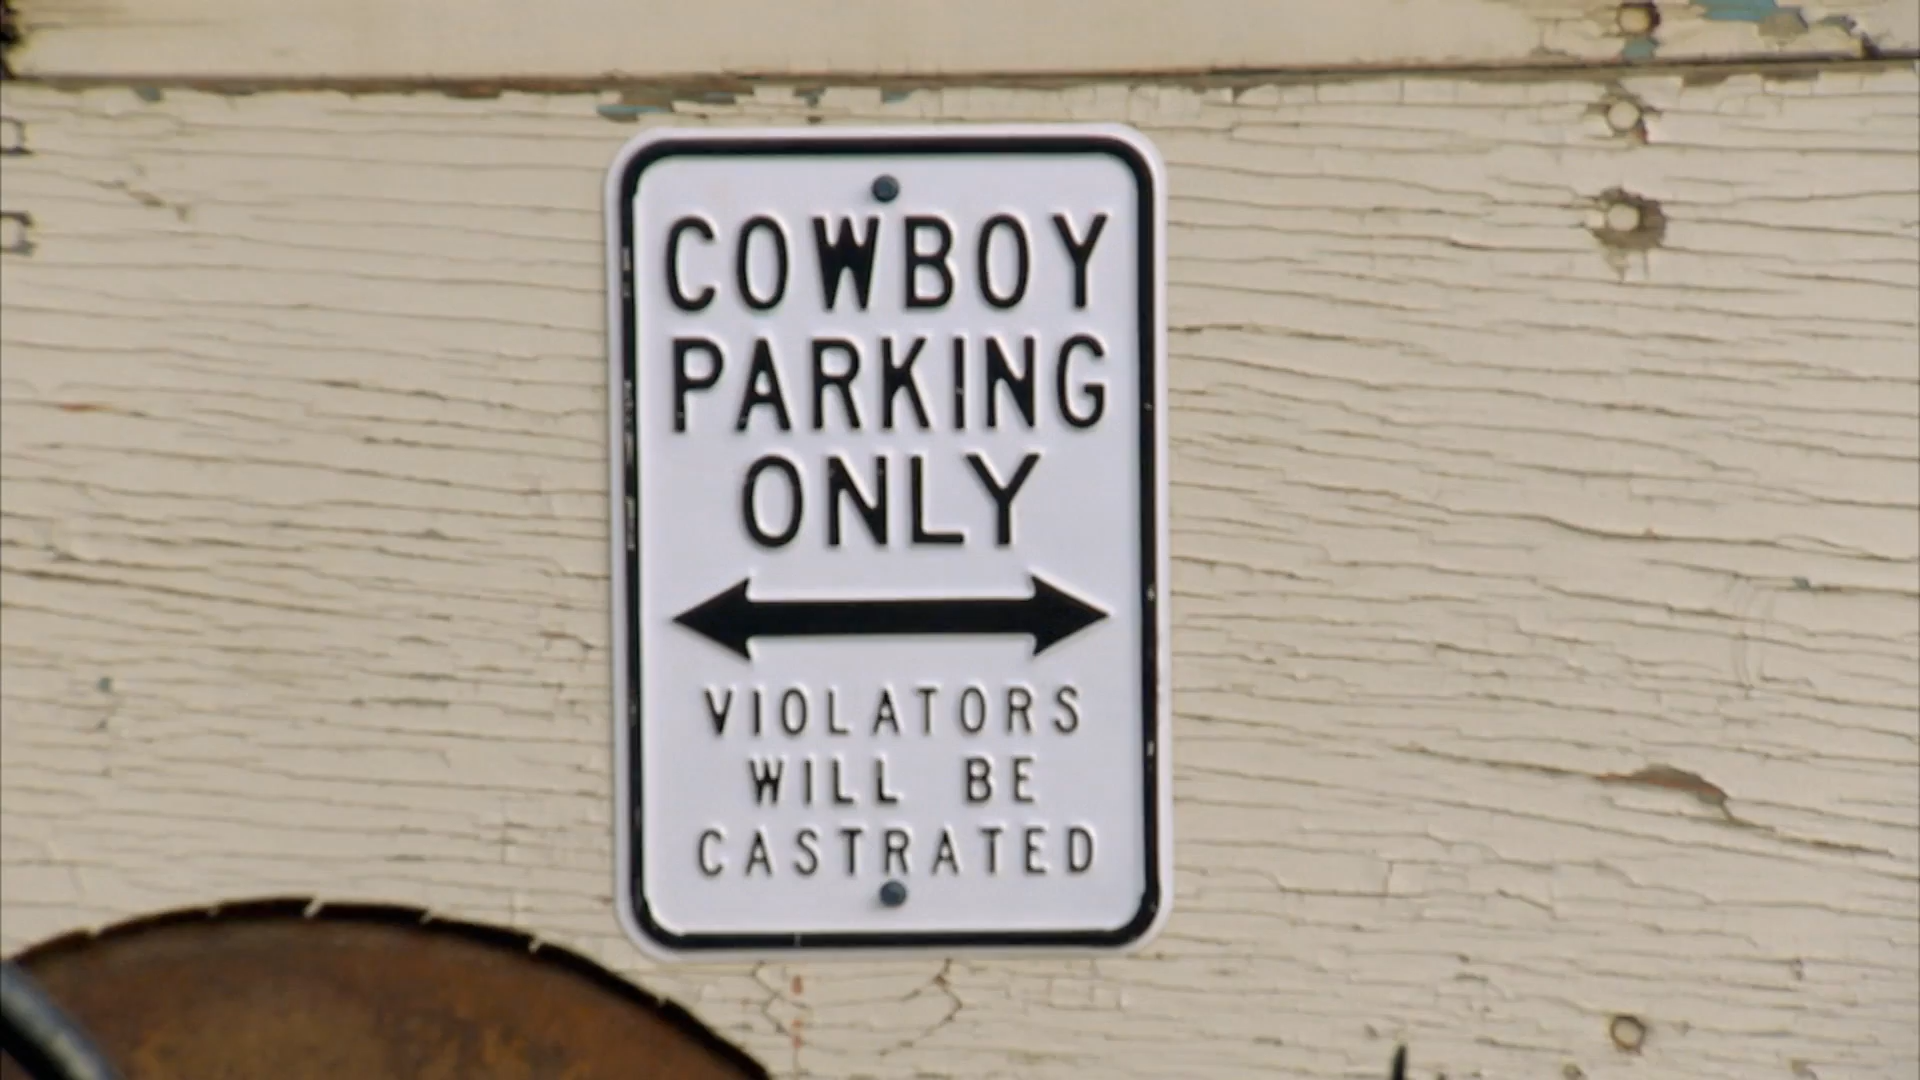 COWBOY
PARKING
ONLY
VIOLATORS
WILL BE
CASTRATED